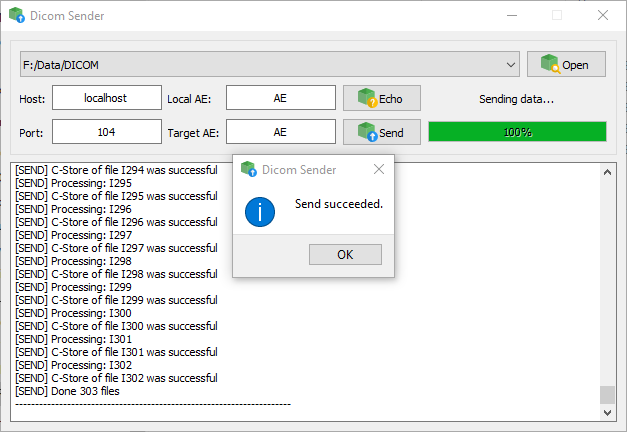 Dicom Sender
F:/Data/DICOM
Open
Host:
localhost
Local AE:
AE
Echo
Sending data...
Port:
104
Target AE:
AE
Send
100%
[SEND] C-Store of file I294 was successful
[SEND] Processing: I295
[SEND] C-Store of file I295 was successful
[SEND] Processing: I296
[SEND] C-Store of file I296 was successful
[SEND] Processing: I297
[SEND] C-Store of file I297 was successful
[SEND] Processing: I298
[SEND] C-Store of file I298 was successful
[SEND] Processing: I299
[SEND] C-Store of file I299 was successful
[SEND] Processing: I300
[SEND] C-Store of file I300 was successful
[SEND] Processing: I301
[SEND] C-Store of file I301 was successful
[SEND] Processing: I302
[SEND] C-Store of file I302 was successful
[SEND] Done 303 files
----------------------------------------------------------------------
Dicom Sender
Send succeeded.
OK